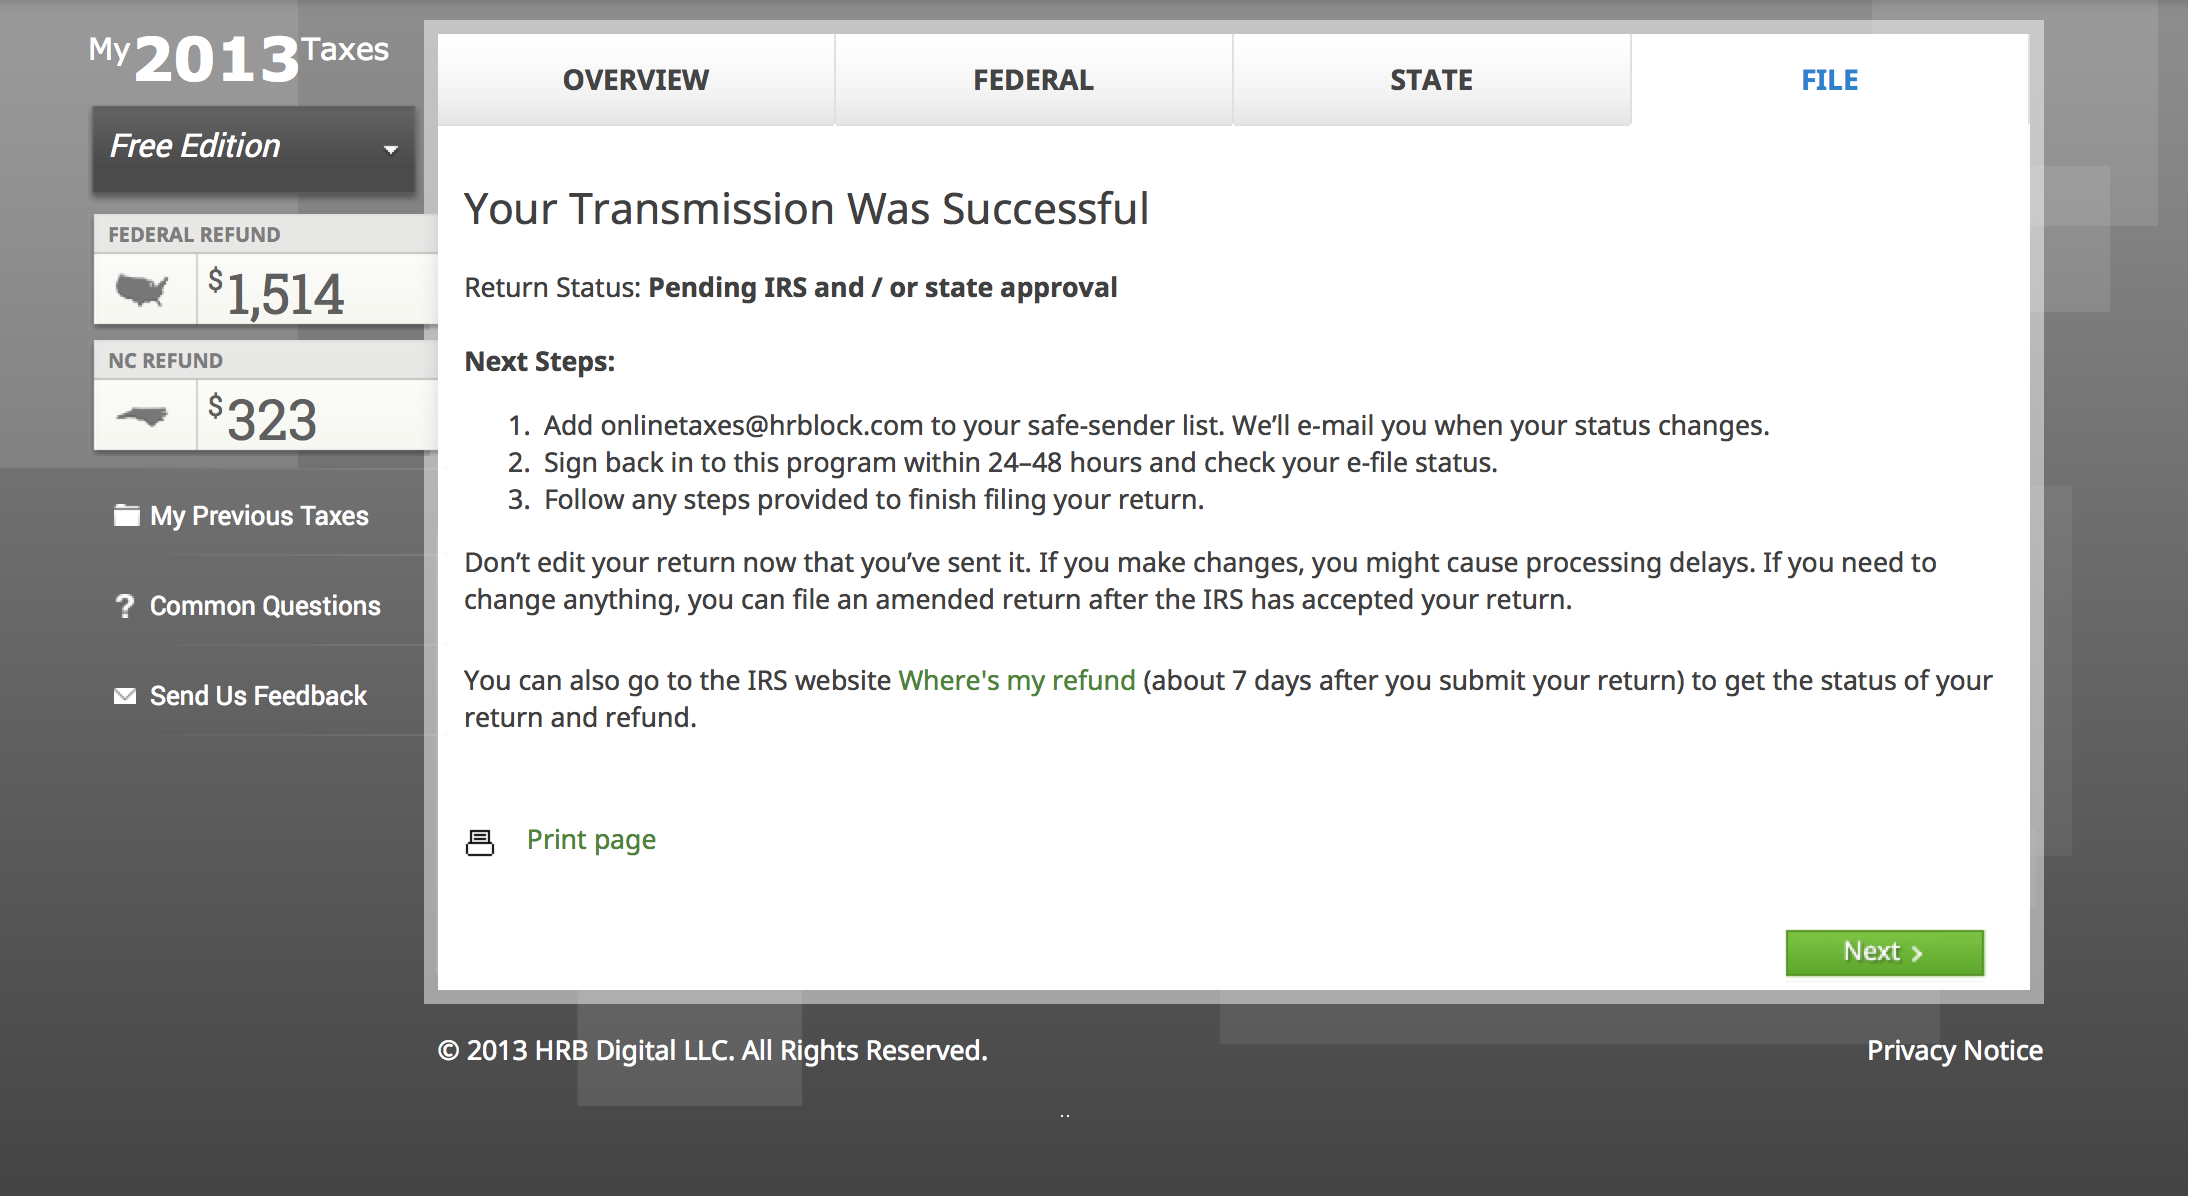 My 2013 Taxes
Free Edition
FEDERAL REFUND
$1,514
NC REFUND
$323
My Previous Taxes
? Common Questions
Send Us Feedback
OVERVIEW
FEDERAL
STATE
FILE
Your Transmission Was Successful
Return Status: Pending IRS and / or state approval
Next Steps:
1. Add onlinetaxes@hrblock.com to your safe-sender list. We’ll e-mail you when your status changes.
2. Sign back in to this program within 24–48 hours and check your e-file status.
3. Follow any steps provided to finish filing your return.
Don’t edit your return now that you’ve sent it. If you make changes, you might cause processing delays. If you need to
change anything, you can file an amended return after the IRS has accepted your return.
You can also go to the IRS website Where's my refund (about 7 days after you submit your return) to get the status of your
return and refund.
Print page
Next ›
© 2013 HRB Digital LLC. All Rights Reserved.
Privacy Notice
..